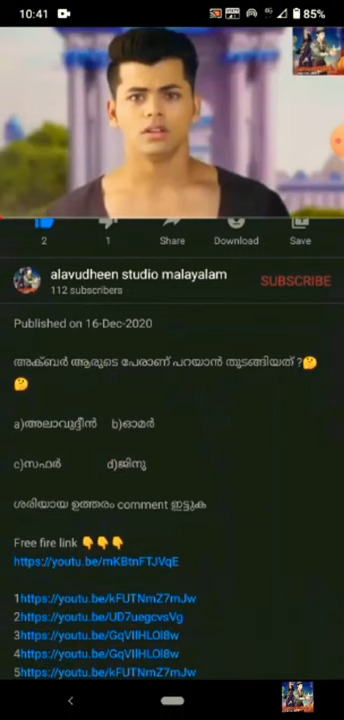 10:41 85%
2 1 Share Download Save
alavudheen studio malayalam SUBSCRIBE
112 subscribers
Published on 16-Dec-2020
അക്ബർ ആരുടെ പേരാണ് പറയാൻ തുടങ്ങിയത് ?🤔
🤔
a)അലാവുദ്ദീൻ b)ഓമർ
c)സഫർ d)ജിനു
ശരിയായ ഉത്തരം comment ഇട്ടുക
Free fire link 👇👇👇
https://youtu.be/mKBtnFTJVqE
1https://youtu.be/kFUTNmZ7mJw
2https://youtu.be/UD7uegcvsVg
3https://youtu.be/GqVIlHLOl8w
4https://youtu.be/GqVIlHLOl8w
5https://youtu.be/kFUTNmZ7mJw